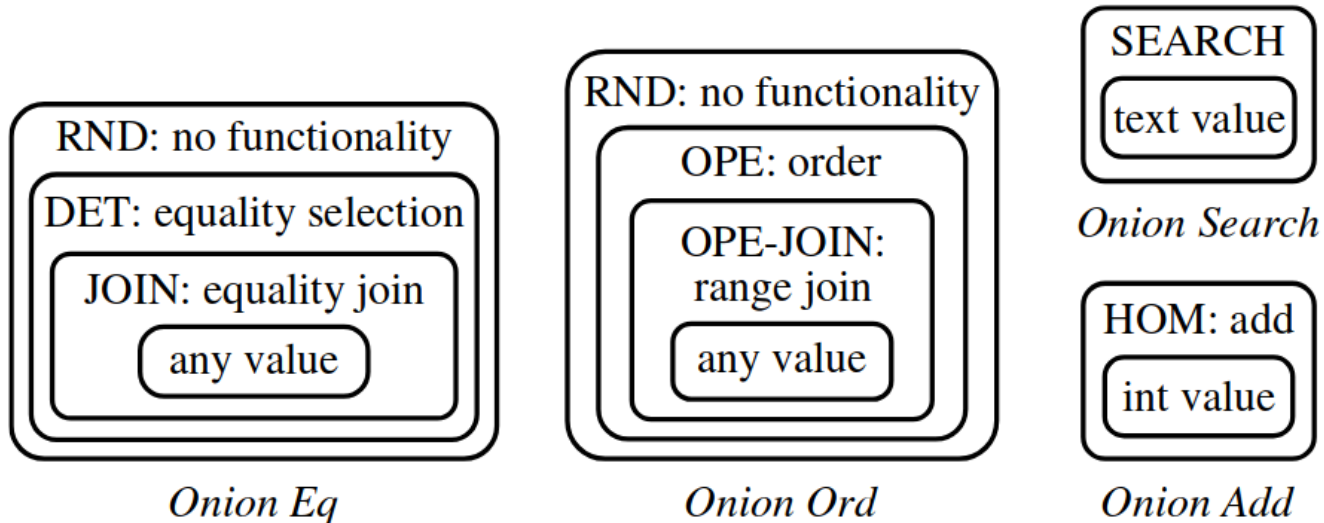 RND: no functionality
DET: equality selection
JOIN: equality join
any value
Onion Eq
RND: no functionality
OPE: order
OPE-JOIN:
range join
any value
Onion Ord
SEARCH
text value
Onion Search
HOM: add
int value
Onion Add